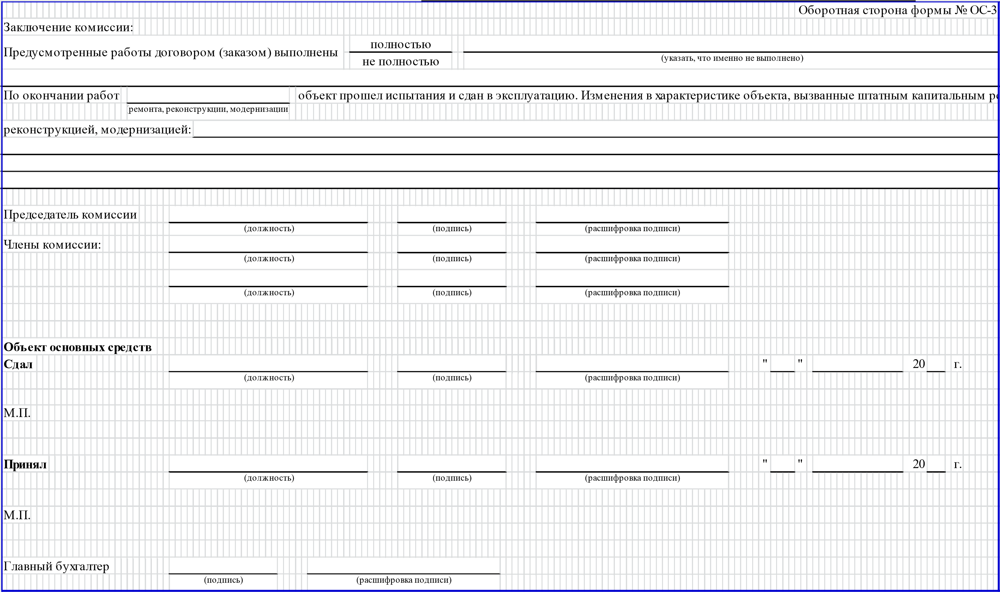 Оборотная сторона формы № ОС-3
Заключение комиссии:
Предусмотренные работы договором (заказом) выполнены
полностью
не полностью
(указать, что именно не выполнено)
По окончании работ объект прошел испытания и сдан в эксплуатацию. Изменения в характеристике объекта, вызванные штатным капитальным
(ремонта, реконструкции, модернизации
реконструкцией, модернизацией:
Председатель комиссии
(должность) (подпись) (расшифровка подписи)
Члены комиссии:
(должность) (подпись) (расшифровка подписи)
(должность) (подпись) (расшифровка подписи)
Объект основных средств
Сдал " " 20 г.
(должность) (подпись) (расшифровка подписи)
М.П.
Принял " " 20 г.
(должность) (подпись) (расшифровка подписи)
М.П.
Главный бухгалтер
(подпись) (расшифровка подписи)